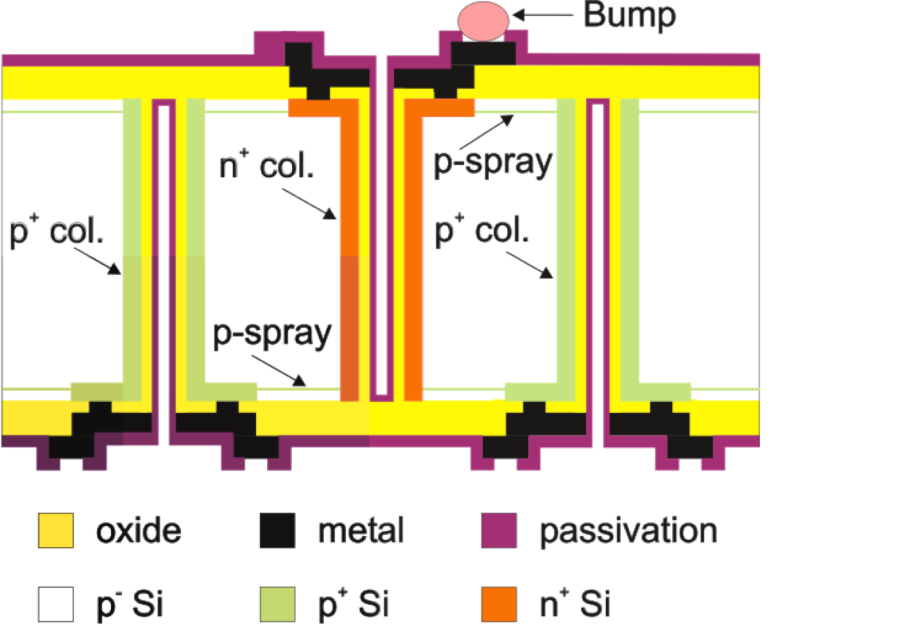 Bump
n⁺ col.
p-spray
p⁺ col.
p⁺ col.
p-spray
oxide
metal
passivation
p⁻ Si
p⁺ Si
n⁺ Si